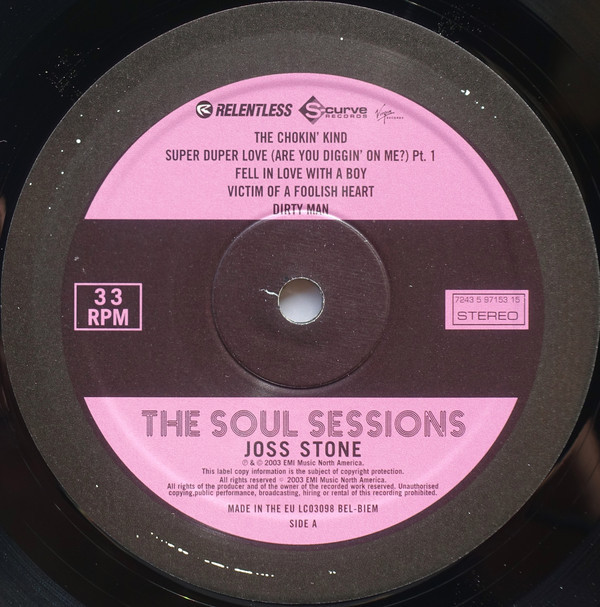 RELENTLESS Scurve RECORDS Virgin RECORDS
THE CHOKIN' KIND
SUPER DUPER LOVE (ARE YOU DIGGIN' ON ME?) Pt. 1
FELL IN LOVE WITH A BOY
VICTIM OF A FOOLISH HEART
DIRTY MAN
33
RPM
7243 5 97153 15
STEREO
THE SOUL SESSIONS
JOSS STONE
℗ & © 2003 EMI Music North America.
This label copy information is the subject of copyright protection.
All rights reserved © 2003 EMI Music North America.
All rights of the producer and of the owner of the recorded work reserved. Unauthorised
copying,public performance, broadcasting, hiring or rental of this recording prohibited.
MADE IN THE EU LC03098 BEL-BIEM
SIDE A